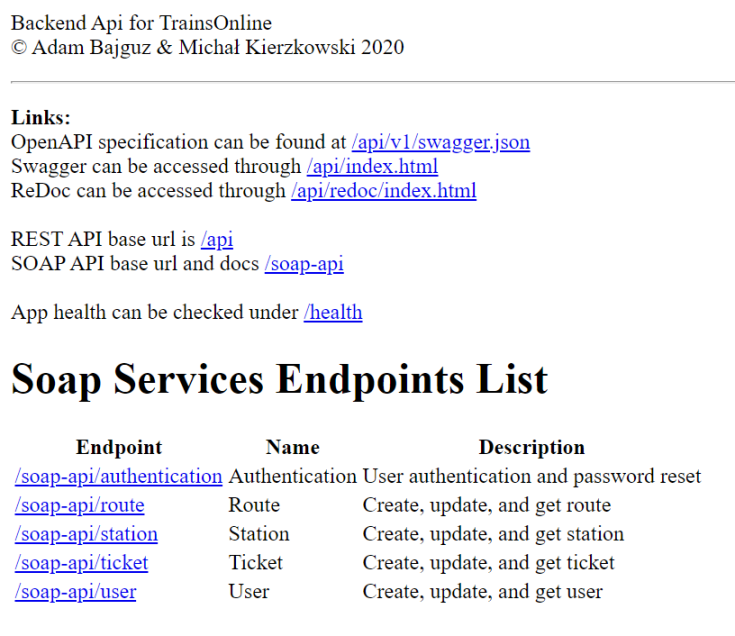 Backend Api for TrainsOnline
© Adam Bajguz & Michał Kierzkowski 2020
Links:
OpenAPI specification can be found at /api/v1/swagger.json
Swagger can be accessed through /api/index.html
ReDoc can be accessed through /api/redoc/index.html
REST API base url is /api
SOAP API base url and docs /soap-api
App health can be checked under /health
Soap Services Endpoints List
Endpoint Name Description
/soap-api/authentication Authentication User authentication and password reset
/soap-api/route Route Create, update, and get route
/soap-api/station Station Create, update, and get station
/soap-api/ticket Ticket Create, update, and get ticket
/soap-api/user User Create, update, and get user